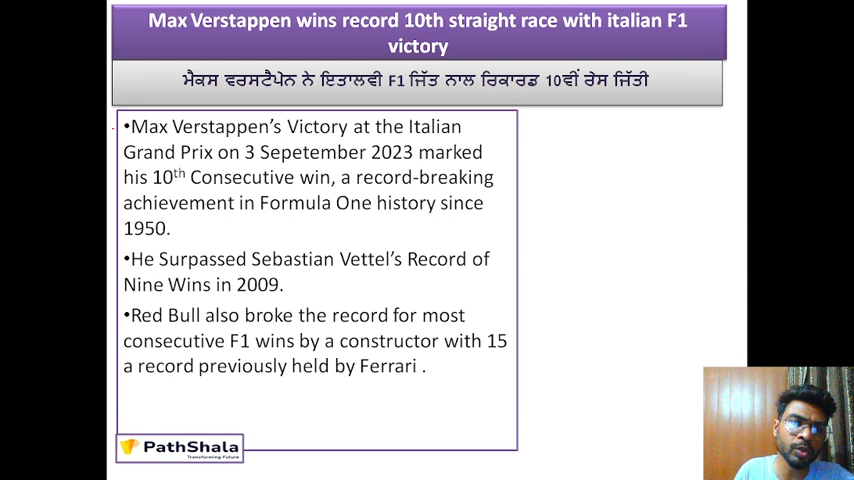 Max Verstappen wins record 10th straight race with italian F1
victory
ਮੈਕਸ ਵਰਸਟੈਪੇਨ ਨੇ ਇਤਾਲਵੀ F1 ਜਿੱਤ ਨਾਲ ਰਿਕਾਰਡ 10ਵੀਂ ਰੇਸ ਜਿੱਤੀ
•Max Verstappen's Victory at the Italian
Grand Prix on 3 Sepetember 2023 marked
his 10th Consecutive win, a record-breaking
achievement in Formula One history since
1950.
•He Surpassed Sebastian Vettel's Record of
Nine Wins in 2009.
•Red Bull also broke the record for most
consecutive F1 wins by a constructor with 15
a record previously held by Ferrari .
PathShala
Transforming Future